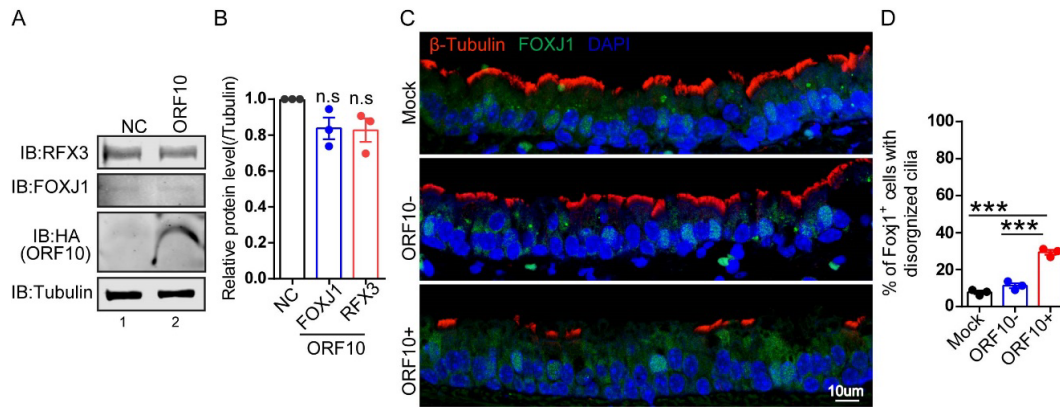 A
NC
ORF10
IB:RFX3
IB:FOXJ1
IB:HA
(ORF10)
IB:Tubulin
1 2
B
Relative protein level(/Tubulin)
1.0
0.8
0.6
0.4
0.2
0.0
n.s n.s
NC
FOXJ1
RFX3
ORF10
C
β-Tubulin FOXJ1 DAPI
Mock
ORF10-
ORF10+
10um
D
% of Foxj1+ cells with
disorgnized cilia
100
80
60
40
20
0
***
***
Mock
ORF10-
ORF10+